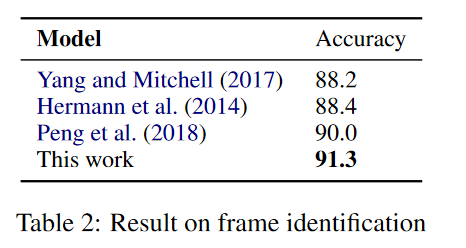 Model Accuracy
Yang and Mitchell (2017) 88.2
Hermann et al. (2014) 88.4
Peng et al. (2018) 90.0
This work 91.3
Table 2: Result on frame identification